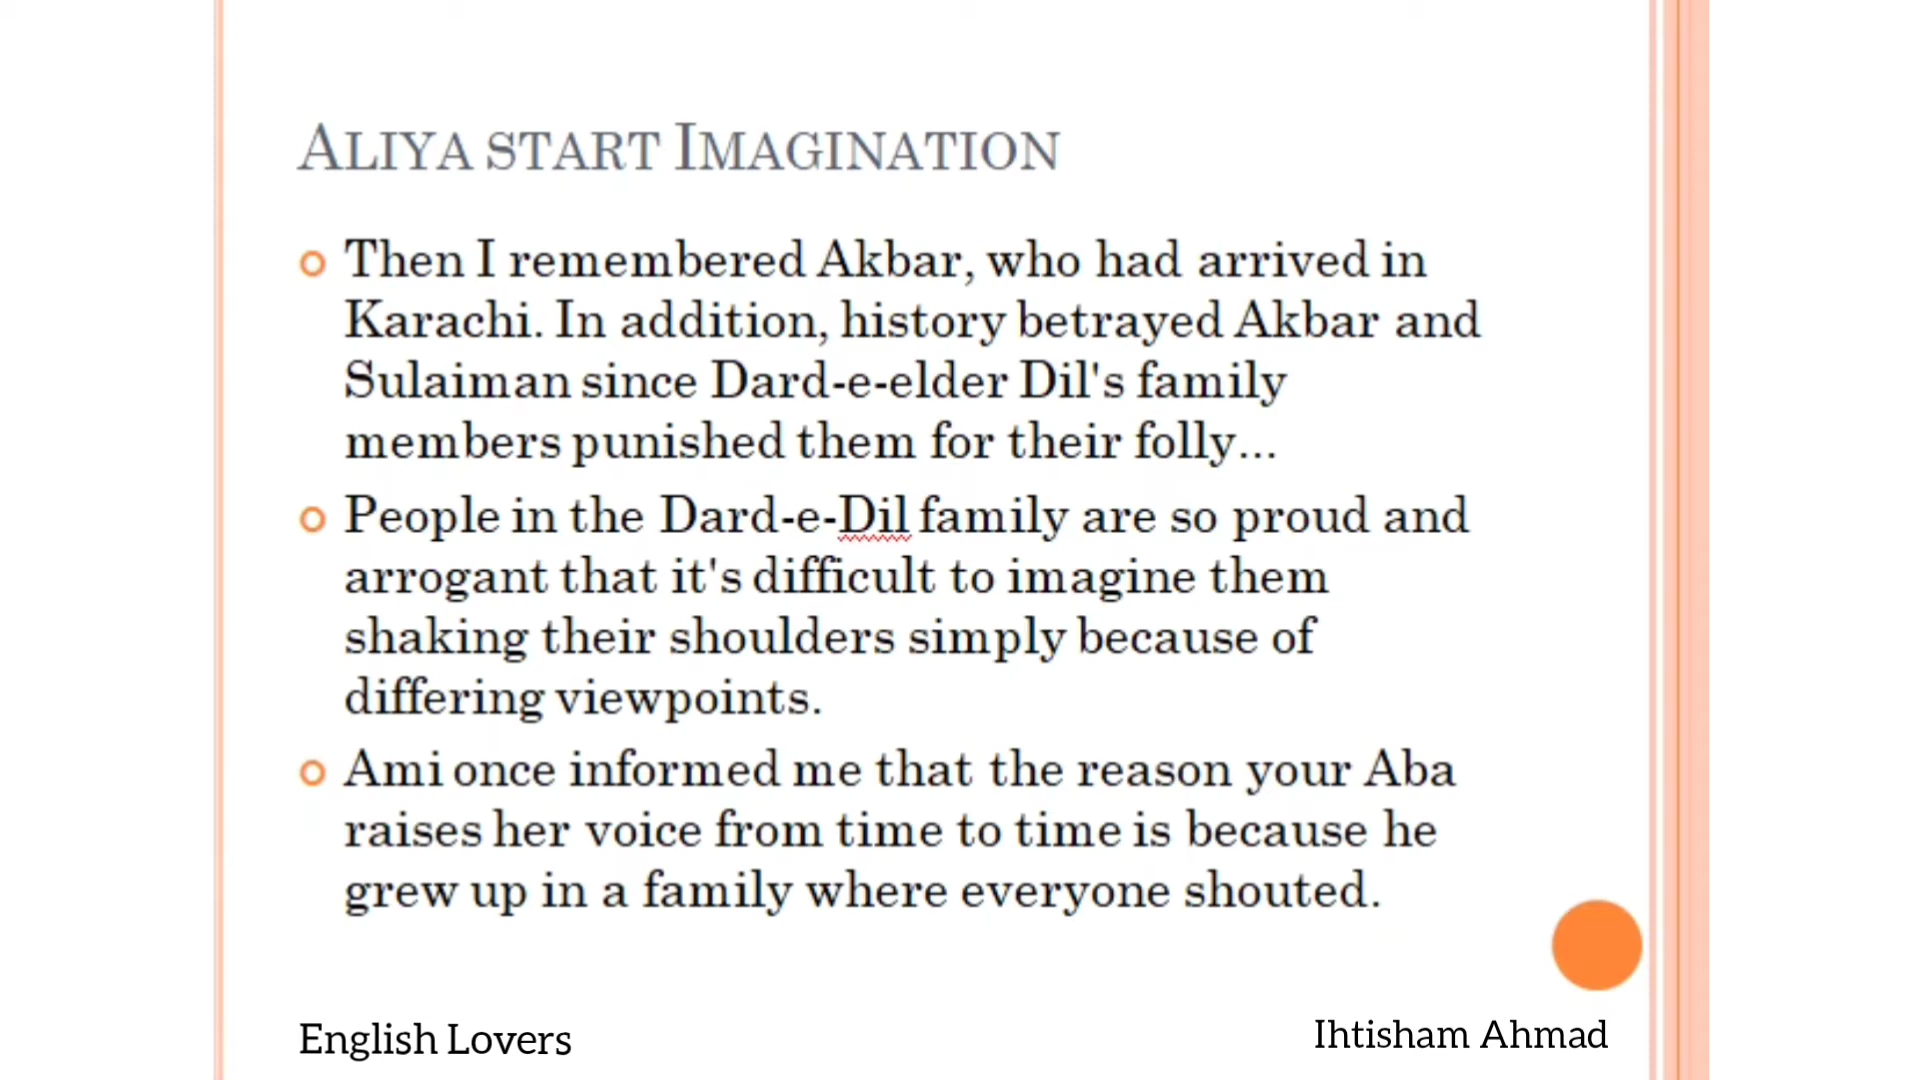 Aliya start Imagination
Then I remembered Akbar, who had arrived in
Karachi. In addition, history betrayed Akbar and
Sulaiman since Dard-e-elder Dil's family
members punished them for their folly...
People in the Dard-e-Dil family are so proud and
arrogant that it's difficult to imagine them
shaking their shoulders simply because of
differing viewpoints.
Ami once informed me that the reason your Aba
raises her voice from time to time is because he
grew up in a family where everyone shouted.
English Lovers
Ihtisham Ahmad